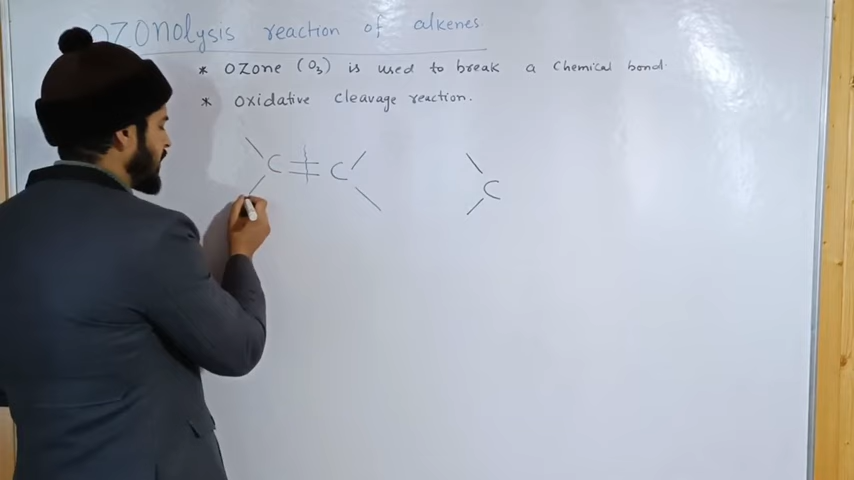 OZOnolysis reaction of alkenes
* OZone (O3) is used to break a Chemical bond.
* Oxidative cleavage reaction.
C = C C